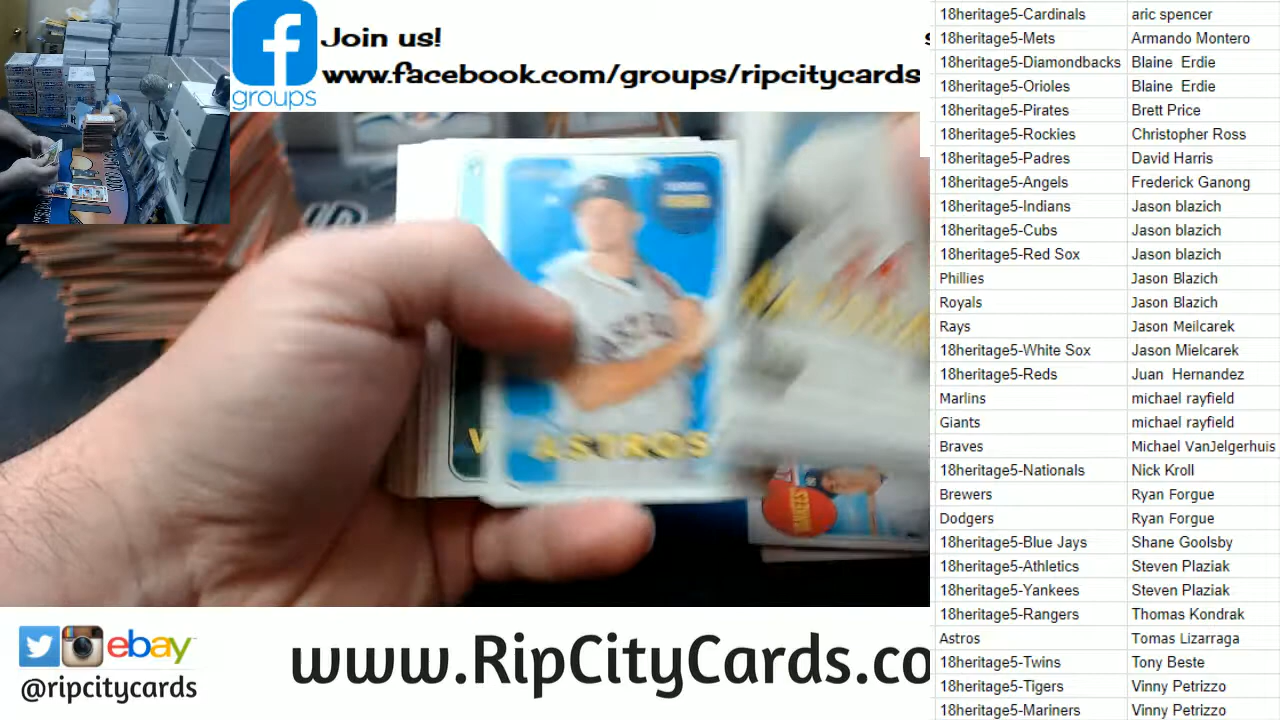 Join us!
www.facebook.com/groups/ripcitycards
groups
ASTROS
YANKEES
ebay
@ripcitycards
www.RipCityCards.co
18heritage5-Cardinals aric spencer
18heritage5-Mets Armando Montero
18heritage5-Diamondbacks Blaine Erdie
18heritage5-Orioles Blaine Erdie
18heritage5-Pirates Brett Price
18heritage5-Rockies Christopher Ross
18heritage5-Padres David Harris
18heritage5-Angels Frederick Ganong
18heritage5-Indians Jason blazich
18heritage5-Cubs Jason blazich
18heritage5-Red Sox Jason blazich
Phillies Jason Blazich
Royals Jason Blazich
Rays Jason Meilcarek
18heritage5-White Sox Jason Mielcarek
18heritage5-Reds Juan Hernandez
Marlins michael rayfield
Giants michael rayfield
Braves Michael VanJelgerhuis
18heritage5-Nationals Nick Kroll
Brewers Ryan Forgue
Dodgers Ryan Forgue
18heritage5-Blue Jays Shane Goolsby
18heritage5-Athletics Steven Plaziak
18heritage5-Yankees Steven Plaziak
18heritage5-Rangers Thomas Kondrak
Astros Tomas Lizarraga
18heritage5-Twins Tony Beste
18heritage5-Tigers Vinny Petrizzo
18heritage5-Mariners Vinny Petrizzo